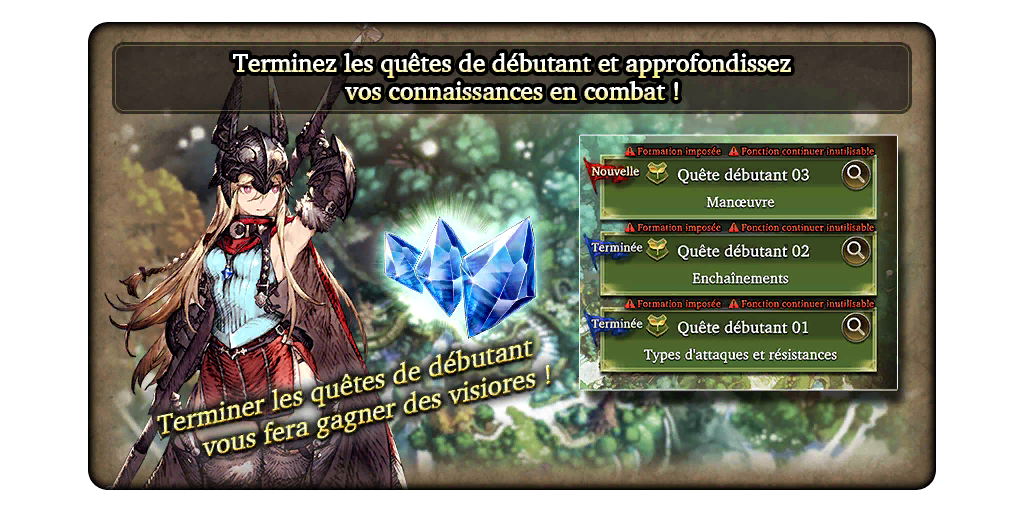 Terminez les quêtes de débutant et approfondissez
vos connaissances en combat !
Formation imposée Fonction continuer inutilisable
Nouvelle
Quête débutant 03
Manœuvre
Formation imposée Fonction continuer inutilisable
Terminée
Quête débutant 02
Enchaînements
Formation imposée Fonction continuer inutilisable
Terminée
Quête débutant 01
Types d'attaques et résistances
Terminer les quêtes de débutant
vous fera gagner des visiores !